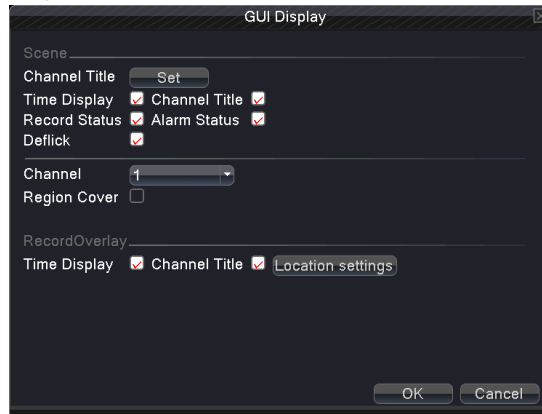 GUI Display
Scene
Channel Title Set
Time Display Channel Title
Record Status Alarm Status
Deflick
Channel 1
Region Cover
RecordOverlay
Time Display Channel Title Location settings
OK Cancel